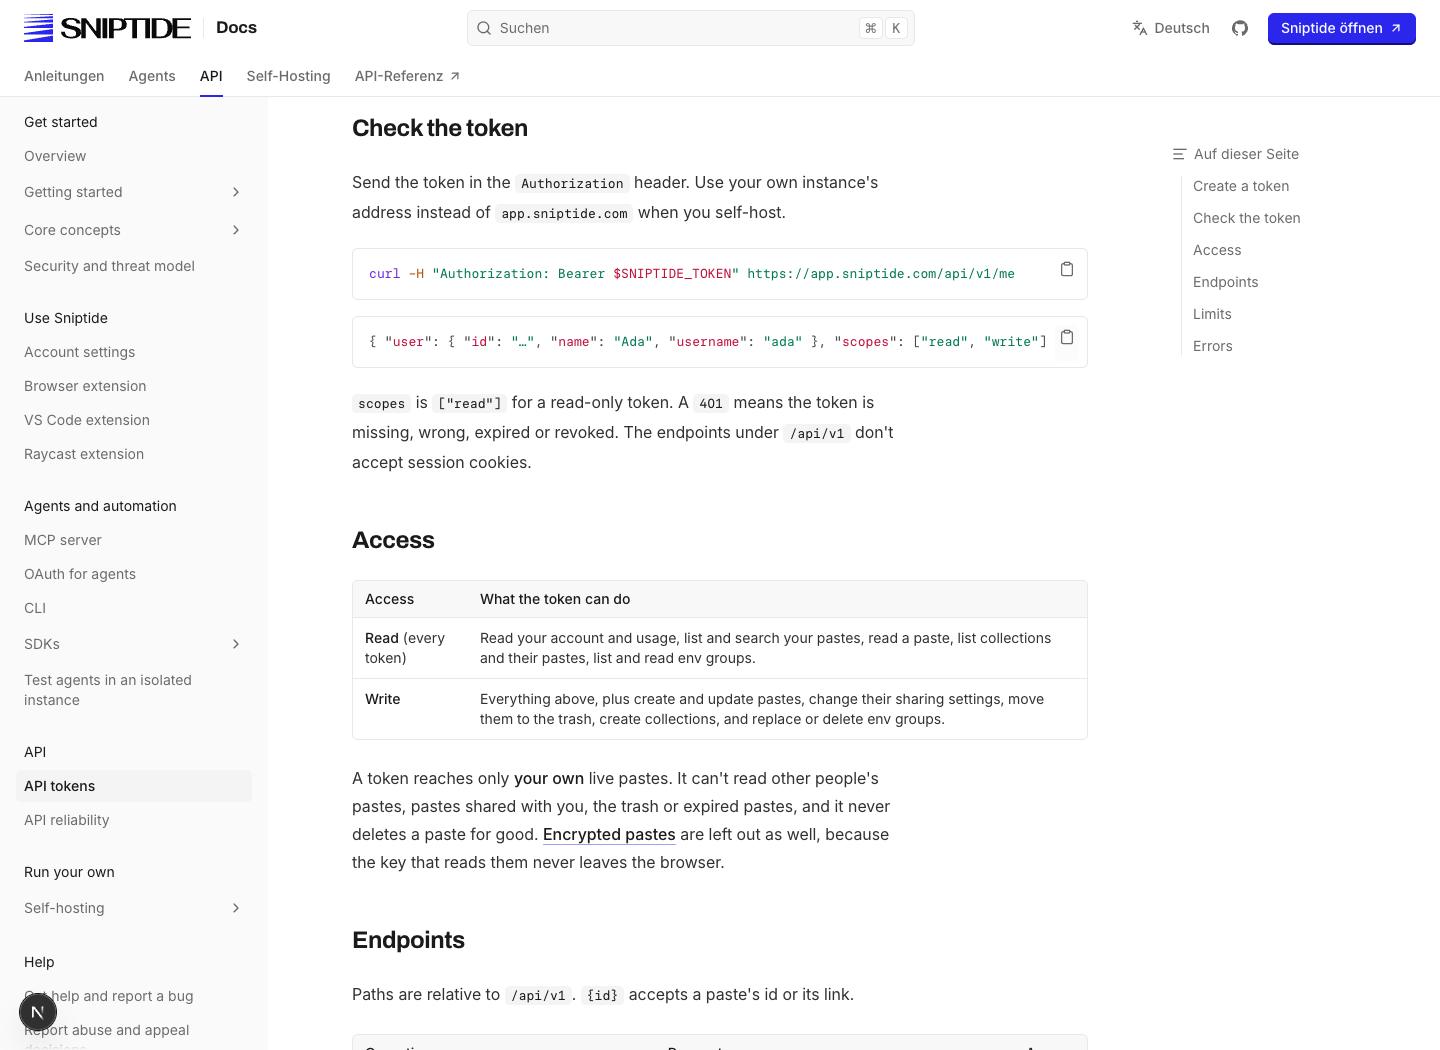 SNIPTIDE Docs
Suchen ⌘ K
Deutsch
Sniptide öffnen
Anleitungen Agents API Self-Hosting API-Referenz
Get started
Overview
Getting started
Core concepts
Security and threat model
Use Sniptide
Account settings
Browser extension
VS Code extension
Raycast extension
Agents and automation
MCP server
OAuth for agents
CLI
SDKs
Test agents in an isolated
instance
API
API tokens
API reliability
Run your own
Self-hosting
Help
help and report a bug
Report abuse and appeal
N
Check the token
Send the token in the Authorization header. Use your own instance's
address instead of app.sniptide.com when you self-host.
curl -H "Authorization: Bearer $SNIPTIDE_TOKEN" https://app.sniptide.com/api/v1/me
{ "user": { "id": "…", "name": "Ada", "username": "ada" }, "scopes": ["read", "write"]
scopes is ["read"] for a read-only token. A 401 means the token is
missing, wrong, expired or revoked. The endpoints under /api/v1 don't
accept session cookies.
Access
Access What the token can do
Read (every
token)
Read your account and usage, list and search your pastes, read a paste, list collections
and their pastes, list and read env groups.
Write
Everything above, plus create and update pastes, change their sharing settings, move
them to the trash, create collections, and replace or delete env groups.
A token reaches only your own live pastes. It can't read other people's
pastes, pastes shared with you, the trash or expired pastes, and it never
deletes a paste for good. Encrypted pastes are left out as well, because
the key that reads them never leaves the browser.
Endpoints
Paths are relative to /api/v1. {id} accepts a paste's id or its link.
Auf dieser Seite
Create a token
Check the token
Access
Endpoints
Limits
Errors